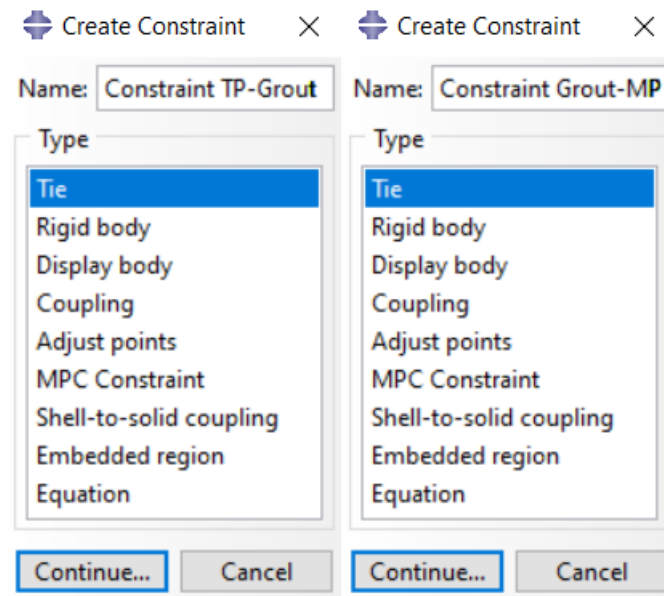 Create Constraint
Name: Constraint TP-Grout
Type
Tie
Rigid body
Display body
Coupling
Adjust points
MPC Constraint
Shell-to-solid coupling
Embedded region
Equation
Continue... Cancel
Create Constraint
Name: Constraint Grout-MP
Type
Tie
Rigid body
Display body
Coupling
Adjust points
MPC Constraint
Shell-to-solid coupling
Embedded region
Equation
Continue... Cancel